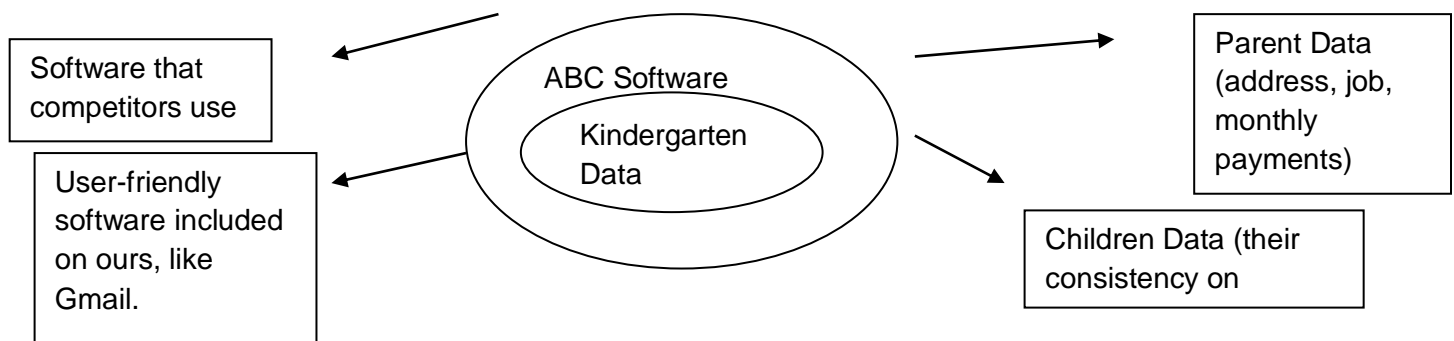 Software that
competitors use
User-friendly
software included
on ours, like
Gmail.
ABC Software
Kindergarten
Data
Parent Data
(address, job,
monthly
payments)
Children Data (their
consistency on